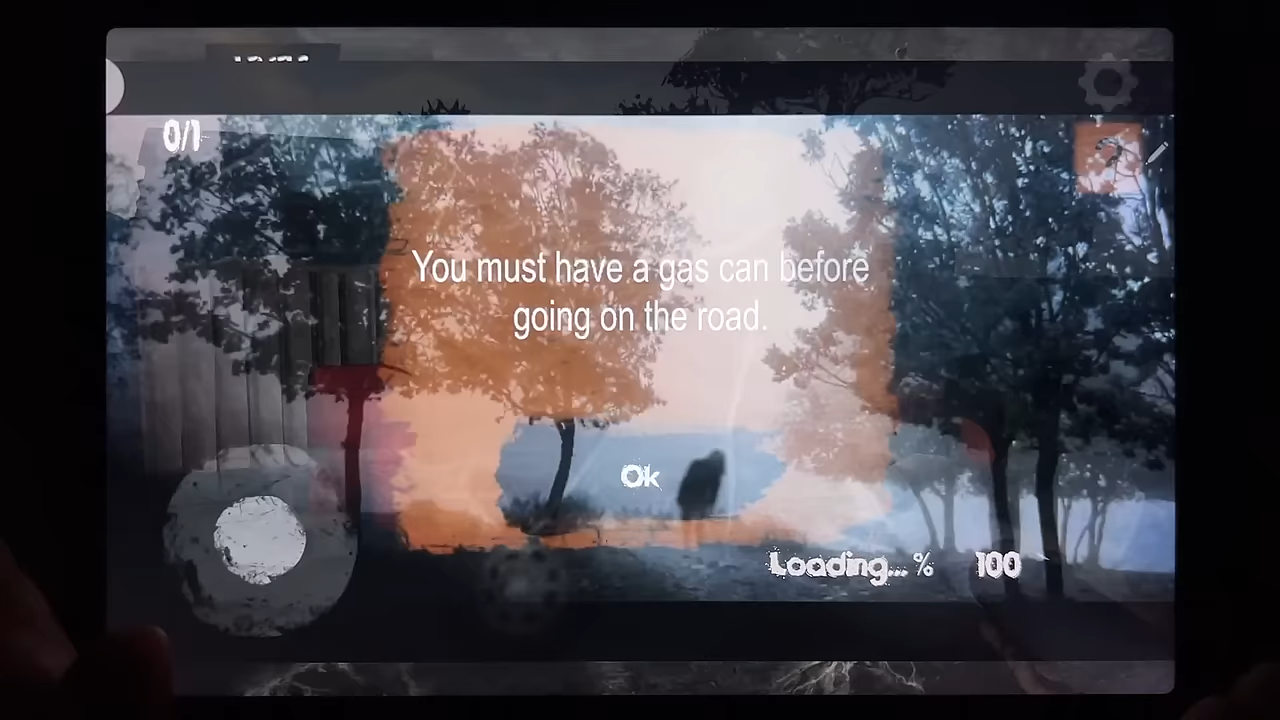 0/1
?
You must have a gas can before
going on the road.
Ok
Loading... % 100